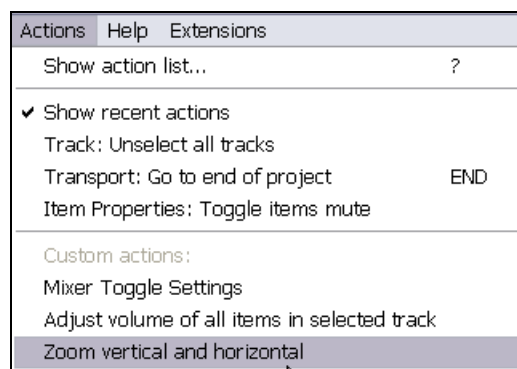 Actions Help Extensions
Show action list... ?
Show recent actions
Track: Unselect all tracks
Transport: Go to end of project END
Item Properties: Toggle items mute
Custom actions:
Mixer Toggle Settings
Adjust volume of all items in selected track
Zoom vertical and horizontal